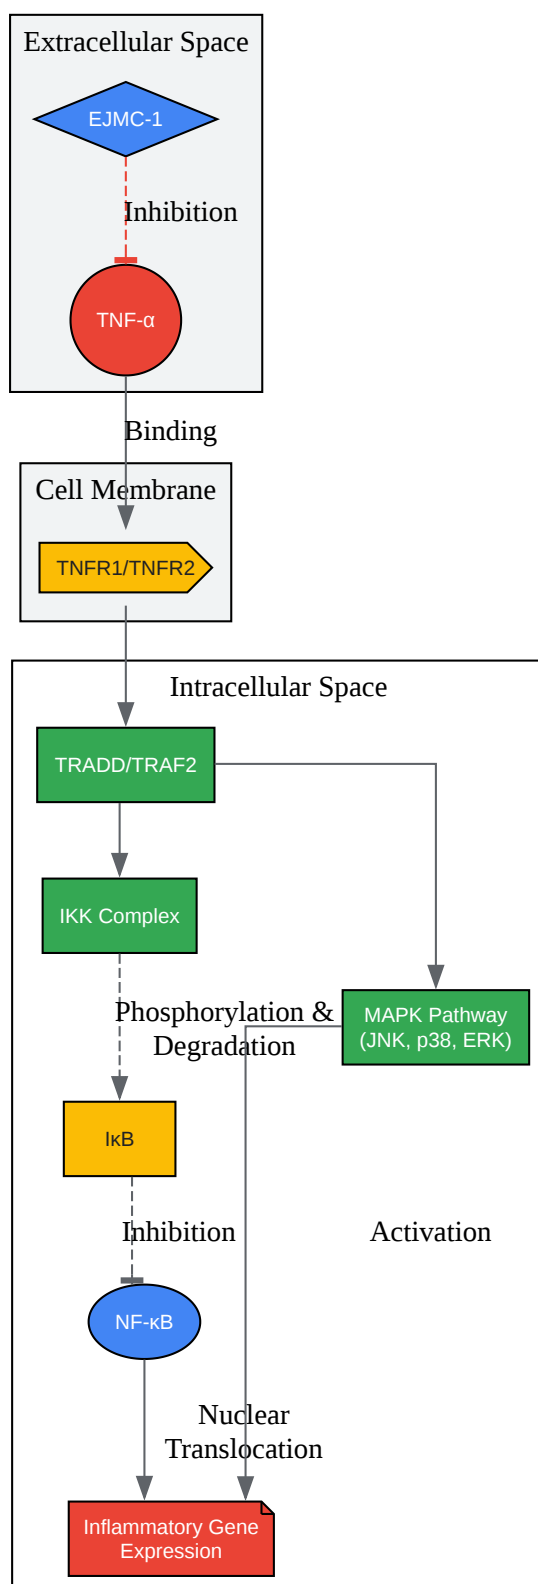 Extracellular Space
EJMC-1
Inhibition
TNF-α
Binding
Cell Membrane
TNFR1/TNFR2
Intracellular Space
TRADD/TRAF2
IKK Complex
Phosphorylation &
Degradation
MAPK Pathway
(JNK, p38, ERK)
IκB
Inhibition
Activation
NF-κB
Nuclear
Translocation
Inflammatory Gene
Expression